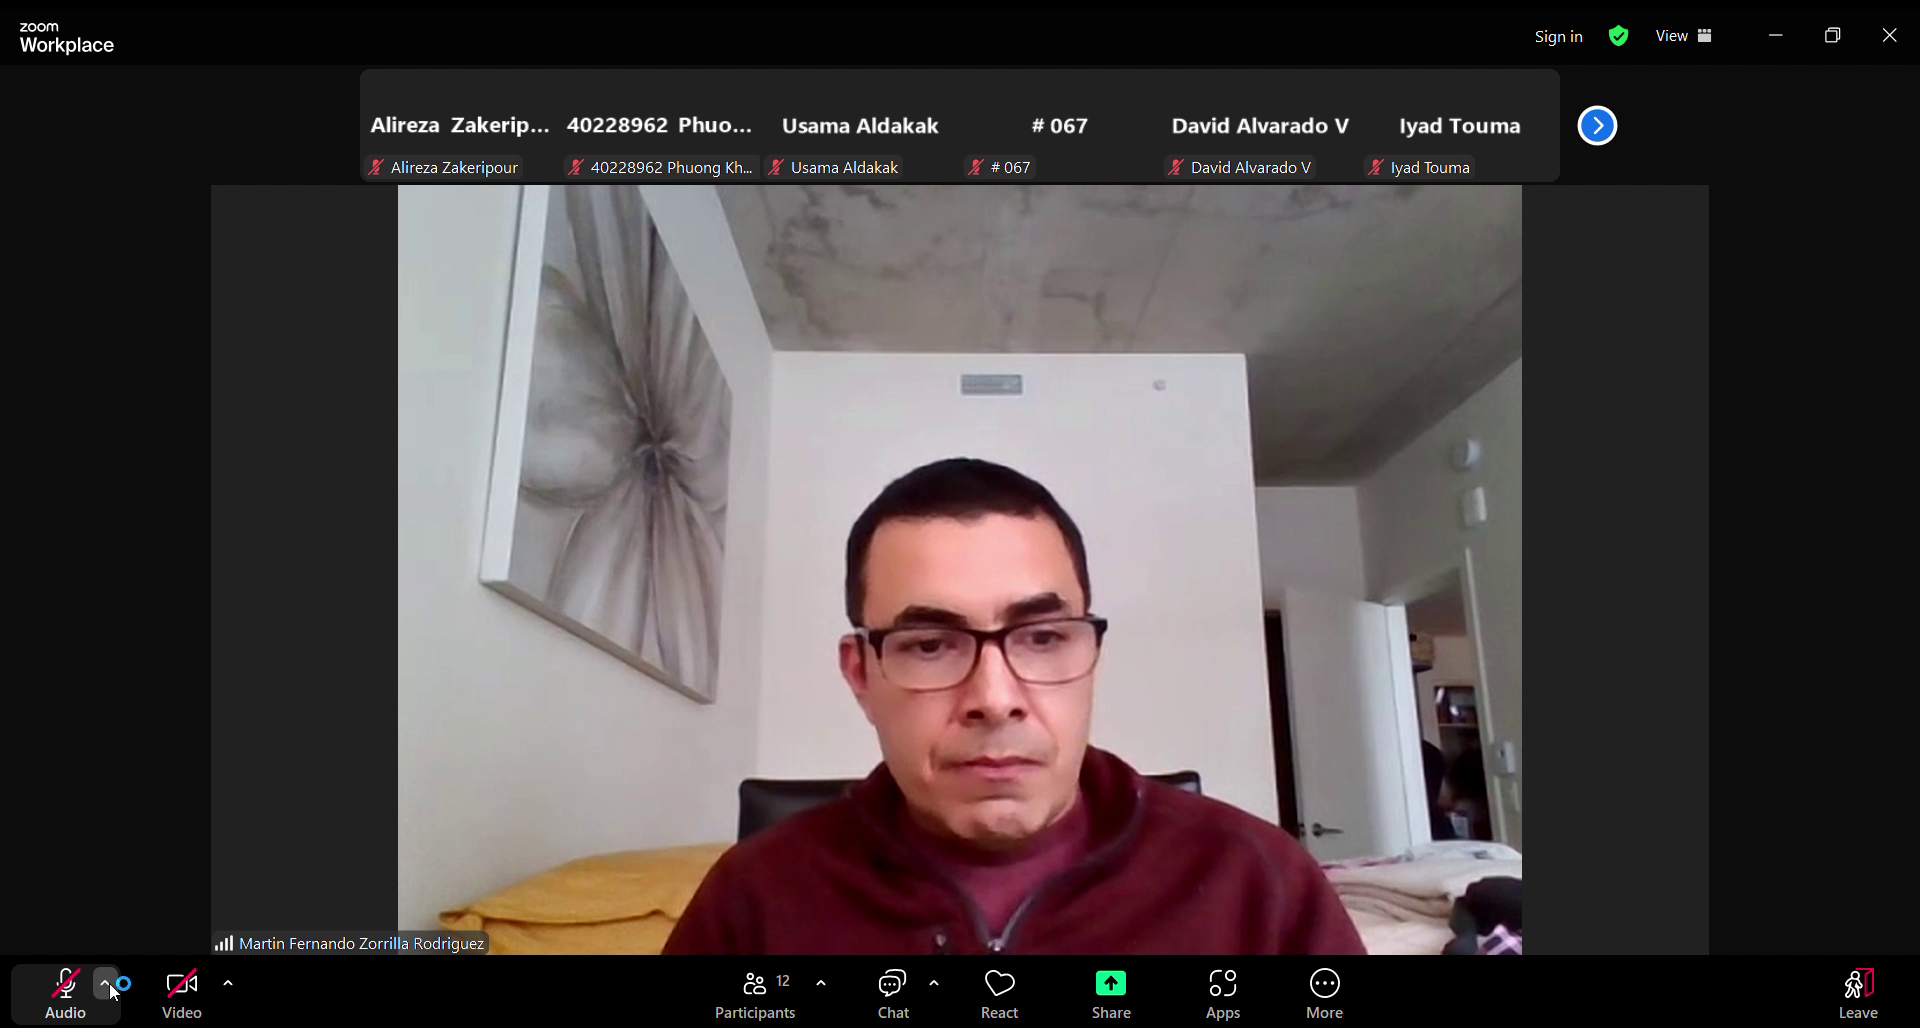 zoom
Workplace
Sign in
View
Alireza Zakerip...
40228962 Phuo...
Usama Aldakak
# 067
David Alvarado V
Iyad Touma
Alireza Zakeripour
40228962 Phuong Kh...
Usama Aldakak
# 067
David Alvarado V
Iyad Touma
Martin Fernando Zorrilla Rodriguez
Audio
Video
12
Participants
Chat
React
Share
Apps
More
Leave